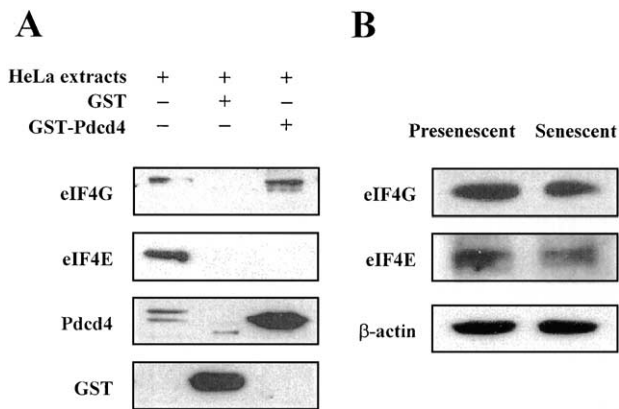 A
HeLa extracts + + +
GST – + –
GST-Pdcd4 – – +
eIF4G
eIF4E
Pdcd4
GST
B
Presenescent Senescent
eIF4G
eIF4E
β-actin